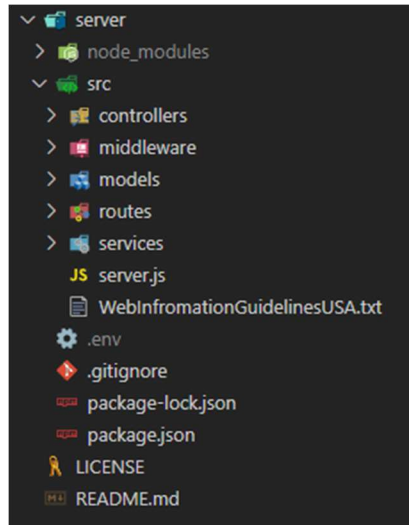 server
node_modules
src
controllers
middleware
models
routes
services
JS server.js
WebInfromationGuidelinesUSA.txt
.env
.gitignore
package-lock.json
package.json
LICENSE
README.md